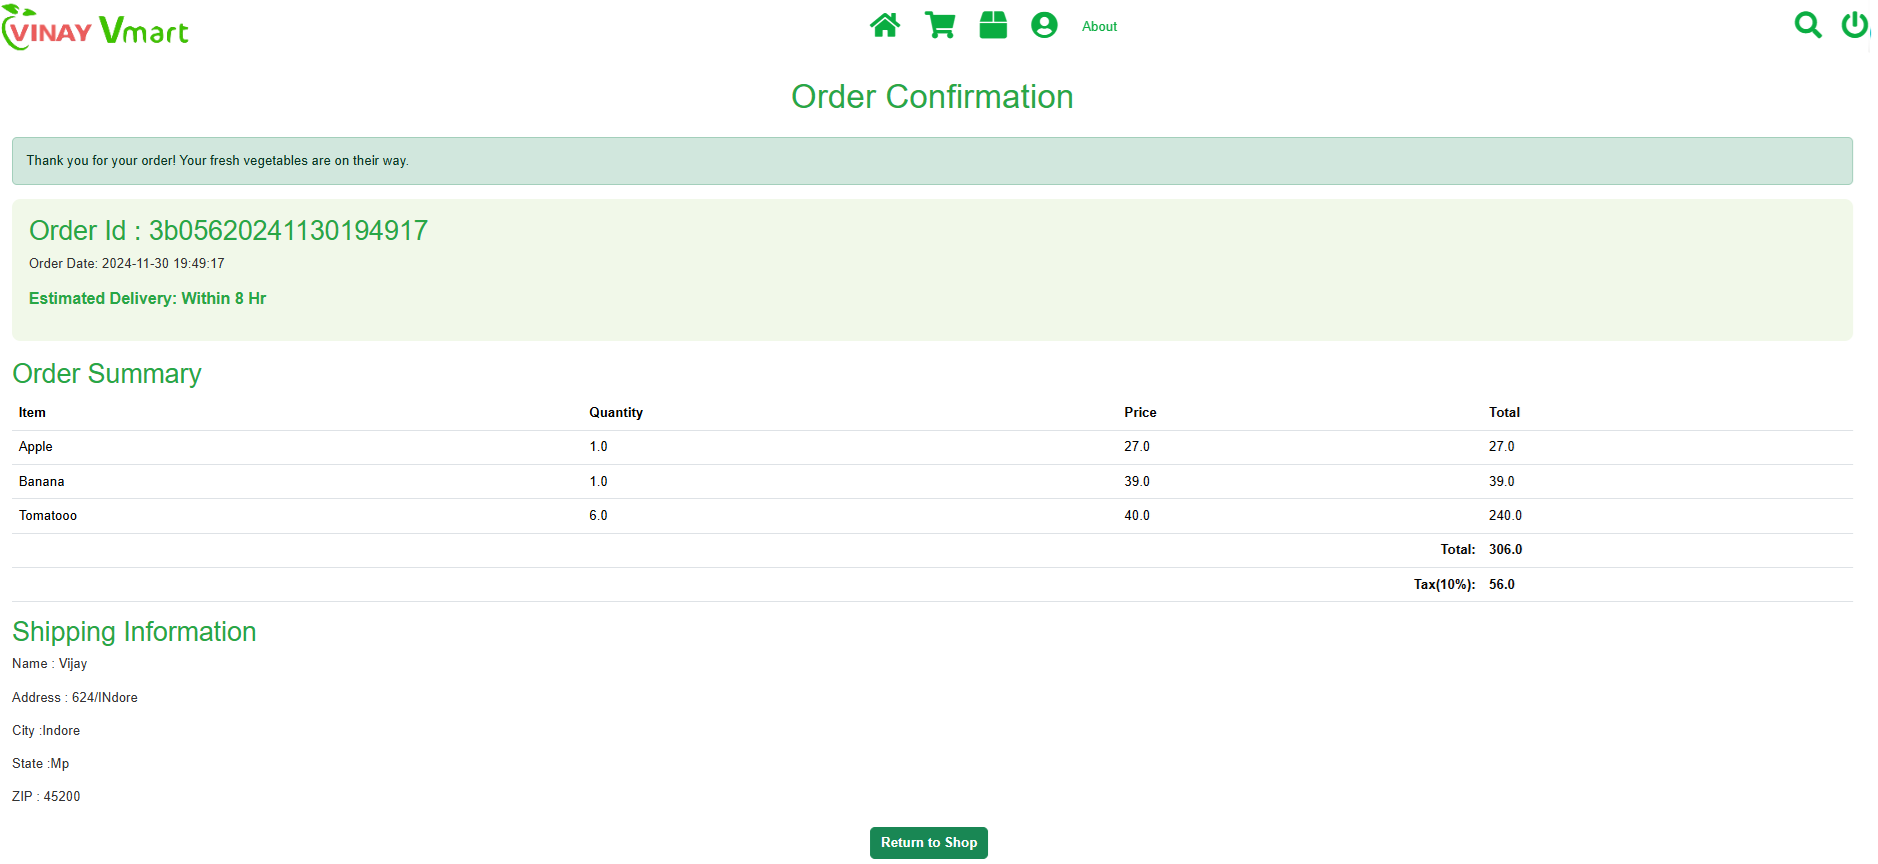 VINAY Vmart
About
Order Confirmation
Thank you for your order! Your fresh vegetables are on their way.
Order Id : 3b05620241130194917
Order Date: 2024-11-30 19:49:17
Estimated Delivery: Within 8 Hr
Order Summary
Item Quantity Price Total
Apple 1.0 27.0 27.0
Banana 1.0 39.0 39.0
Tomatooo 6.0 40.0 240.0
Total: 306.0
Tax(10%): 56.0
Shipping Information
Name : Vijay
Address : 624/INdore
City :Indore
State :Mp
ZIP : 45200
Return to Shop